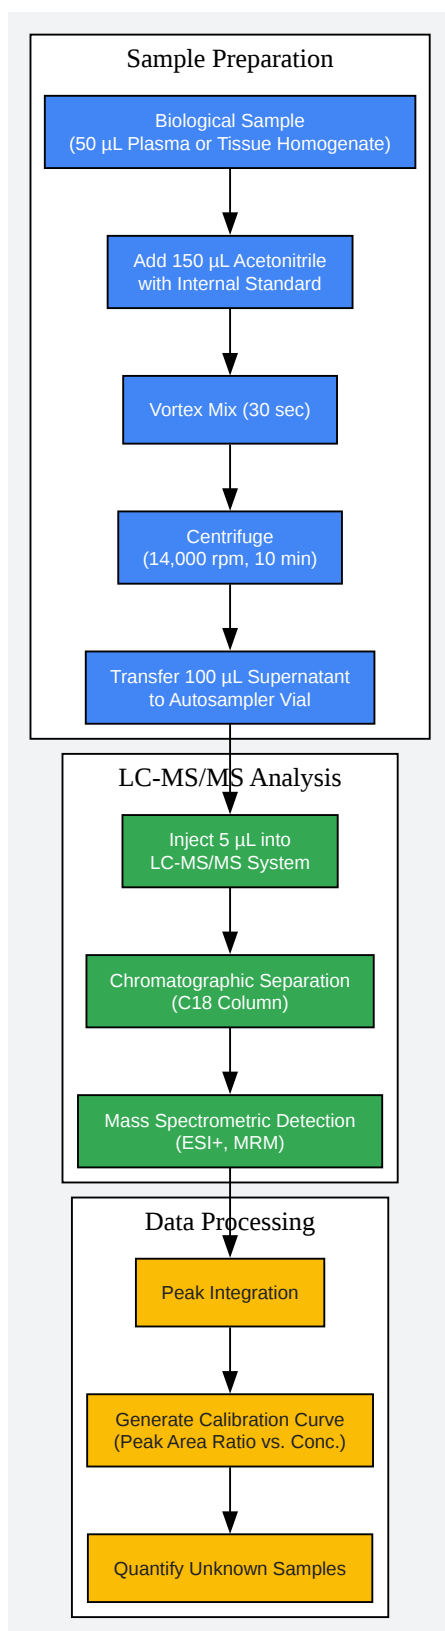 Sample Preparation
Biological Sample
(50 µL Plasma or Tissue Homogenate)
Add 150 µL Acetonitrile
with Internal Standard
Vortex Mix (30 sec)
Centrifuge
(14,000 rpm, 10 min)
Transfer 100 µL Supernatant
to Autosampler Vial
LC-MS/MS Analysis
Inject 5 µL into
LC-MS/MS System
Chromatographic Separation
(C18 Column)
Mass Spectrometric Detection
(ESI+, MRM)
Data Processing
Peak Integration
Generate Calibration Curve
(Peak Area Ratio vs. Conc.)
Quantify Unknown Samples